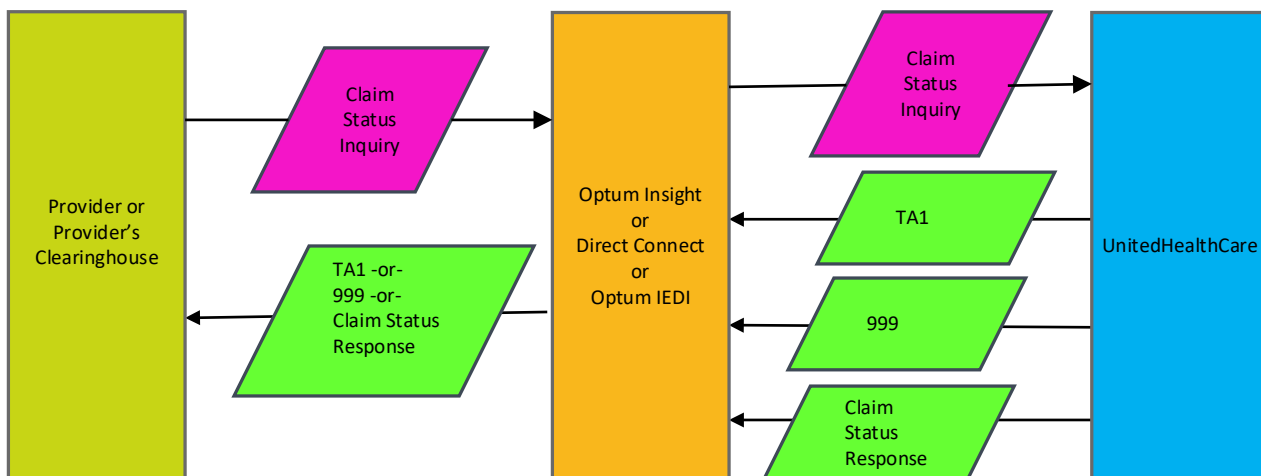 Provider or
Provider’s
Clearinghouse
Claim
Status
Inquiry
TA1 -or-
999 -or-
Claim Status
Response
Optum Insight
or
Direct Connect
or
Optum IEDI
Claim
Status
Inquiry
TA1
999
Claim
Status
Response
UnitedHealthCare